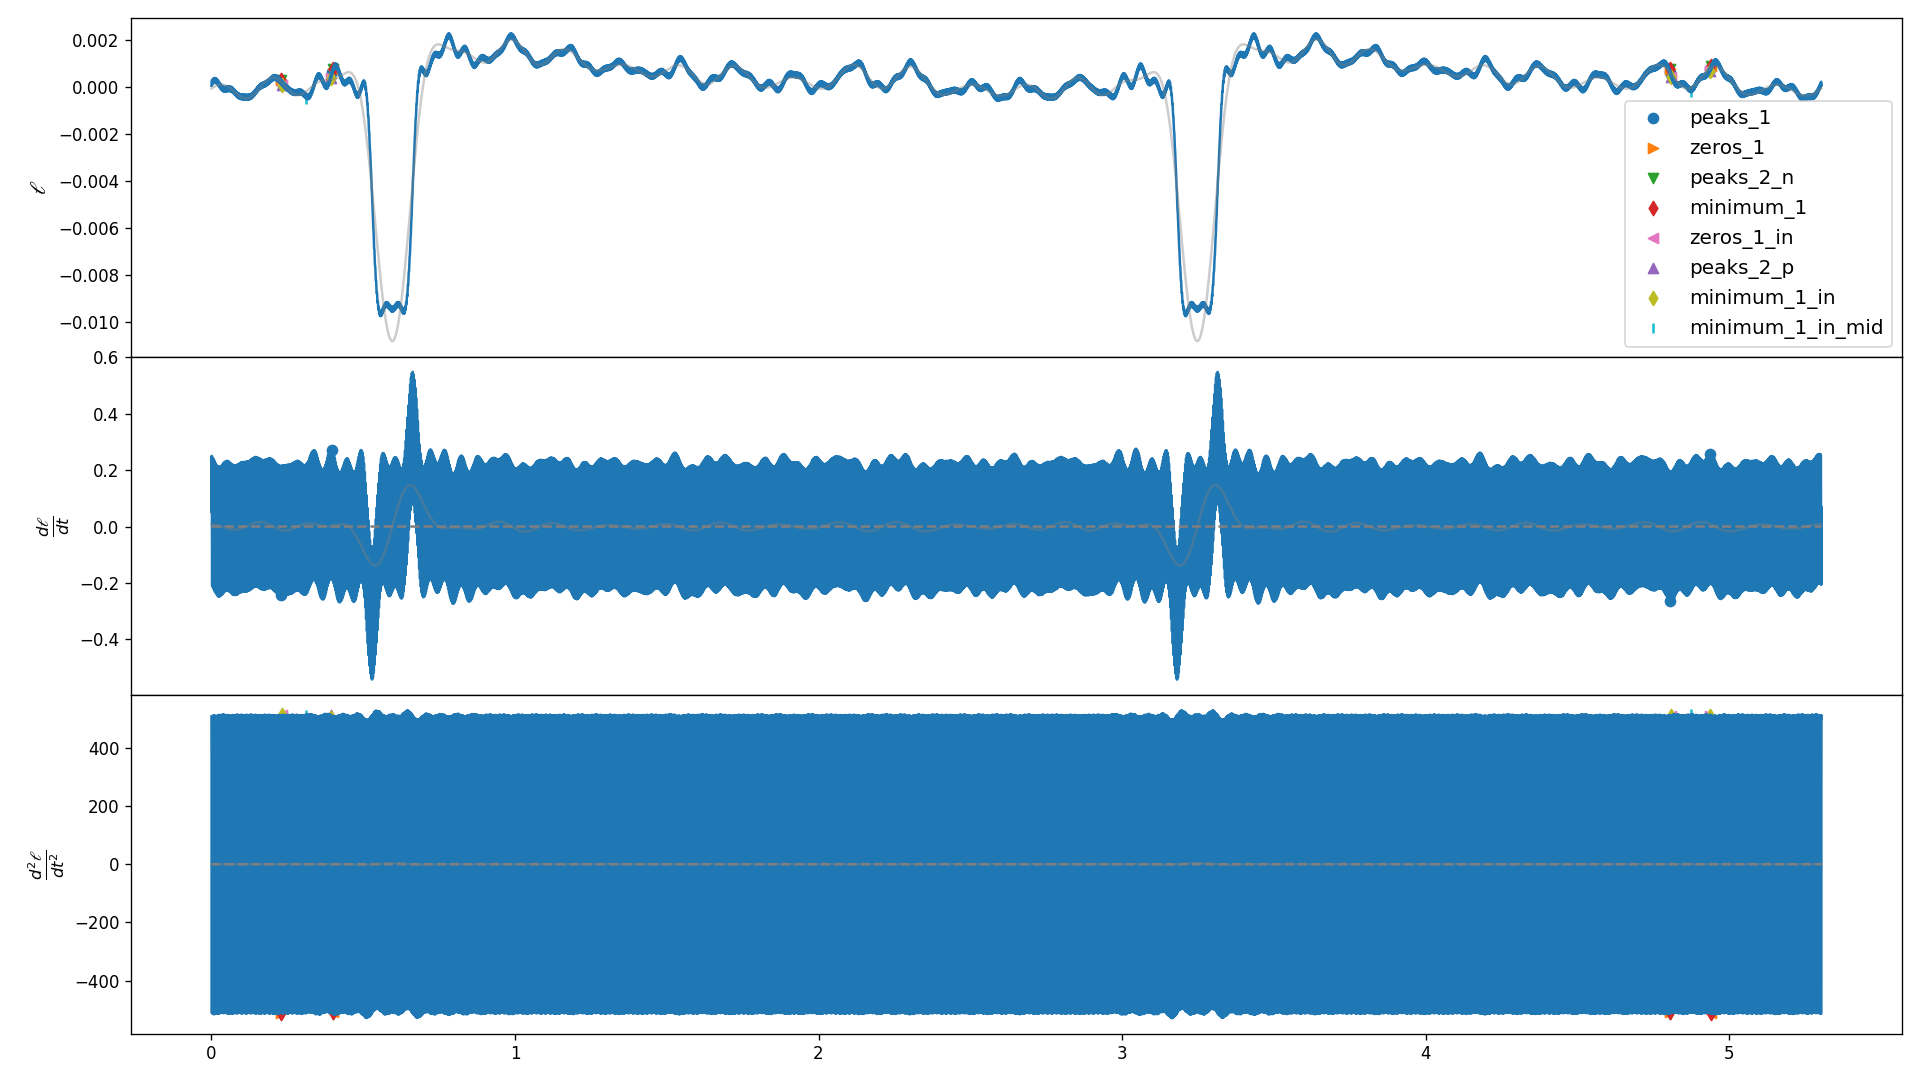 0.002
0.000
−0.002
−0.004
−0.006
−0.008
−0.010
ℓ
peaks_1
zeros_1
peaks_2_n
minimum_1
zeros_1_in
peaks_2_p
minimum_1_in
minimum_1_in_mid
0.6
0.4
0.2
0.0
−0.2
−0.4
dℓ
dt
400
200
0
−200
−400
d²ℓ
dt²
0 1 2 3 4 5